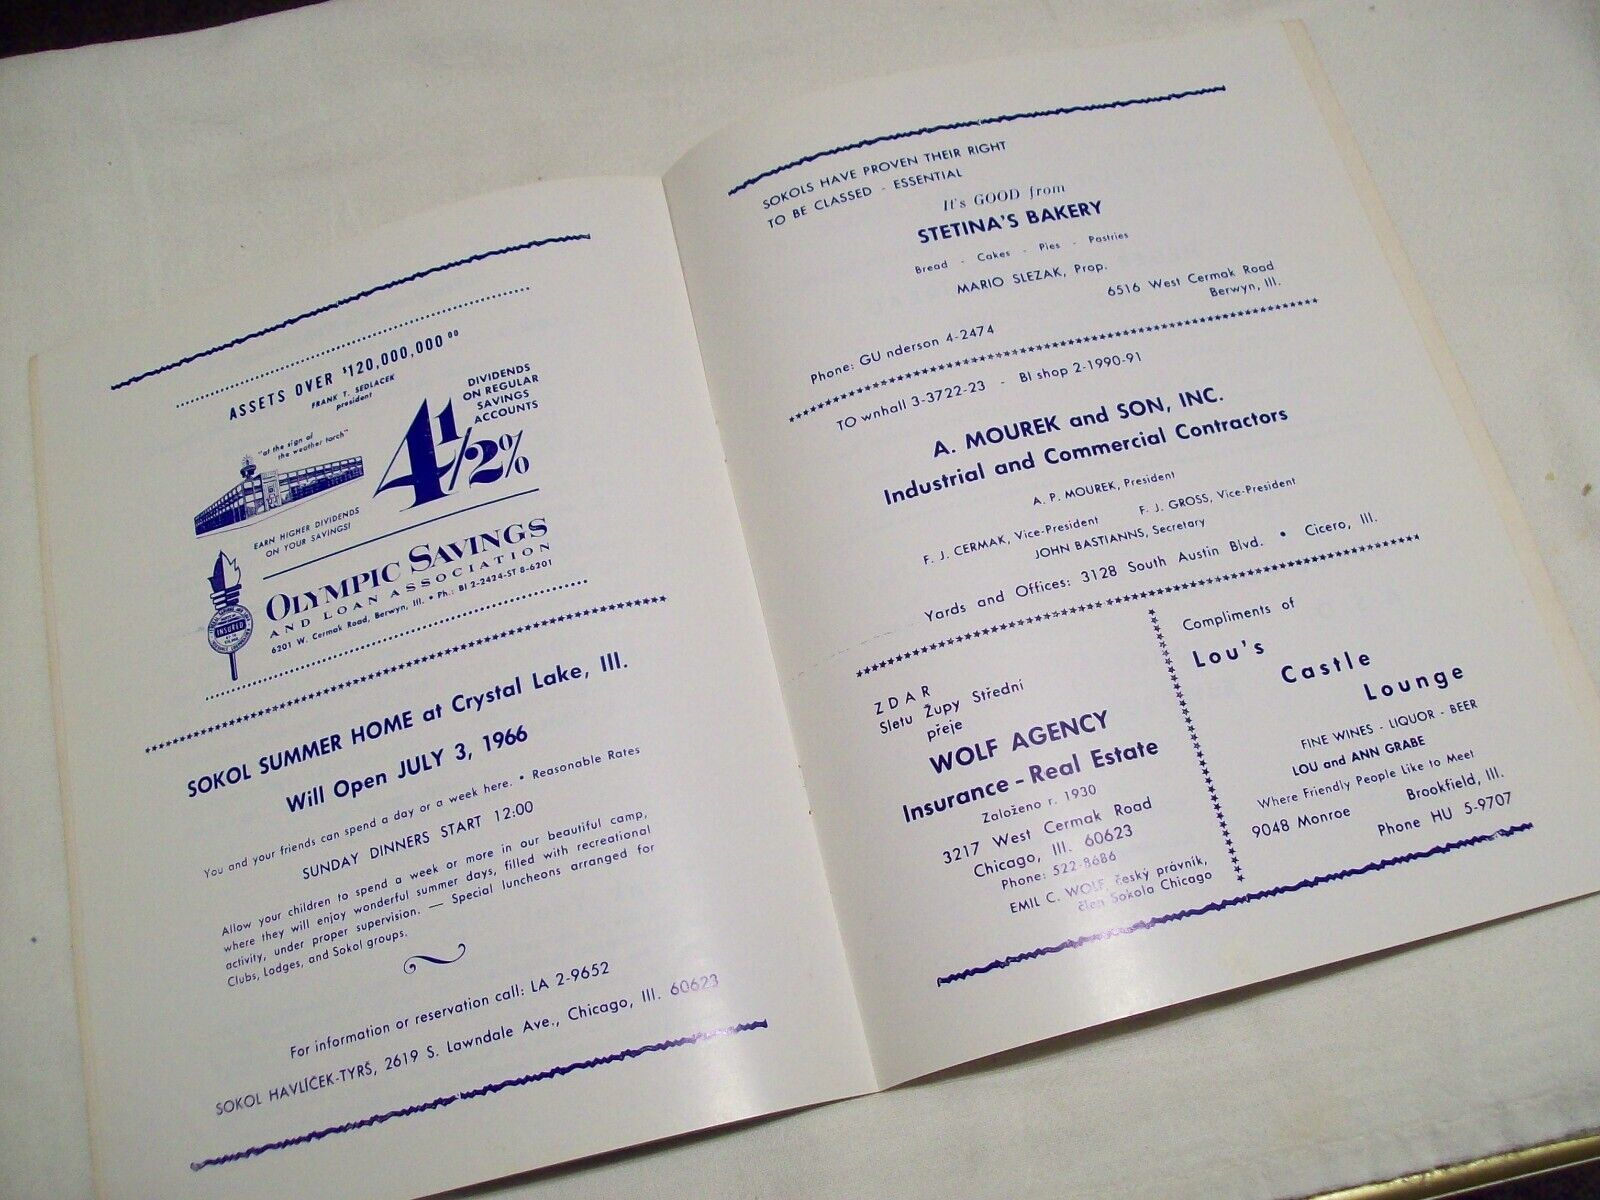 ASSETS OVER $120,000,000⁰⁰
FRANK T. SEDLACEK
president
"at the sign of
the weather torch"
4 1/2%
DIVIDENDS
ON REGULAR
SAVINGS
ACCOUNTS
EARN HIGHER DIVIDENDS
ON YOUR SAVINGS!
INSURED
OLYMPIC SAVINGS
AND LOAN ASSOCIATION
6201 W. Cermak Road, Berwyn, Ill. • Ph.: BI 2-2424-ST 8-6201
SOKOL SUMMER HOME at Crystal Lake, Ill.
Will Open JULY 3, 1966
You and your friends can spend a day or a week here. • Reasonable Rates
SUNDAY DINNERS START 12:00
Allow your children to spend a week or more in our beautiful camp,
where they will enjoy wonderful summer days, filled with recreational
activity, under proper supervision. — Special luncheons arranged for
Clubs, Lodges, and Sokol groups.
For information or reservation call: LA 2-9652
SOKOL HAVLÍČEK-TYRŠ, 2619 S. Lawndale Ave., Chicago, Ill. 60623
SOKOLS HAVE PROVEN THEIR RIGHT
TO BE CLASSED - ESSENTIAL
It's GOOD from
STETINA'S BAKERY
Bread - Cakes - Pies - Pastries
MARIO SLEZAK, Prop.
6516 West Cermak Road
Berwyn, Ill.
Phone: GU nderson 4-2474
TO wnhall 3-3722-23 - BI shop 2-1990-91
A. MOUREK and SON, INC.
Industrial and Commercial Contractors
A. P. MOUREK, President
F. J. CERMAK, Vice-President F. J. GROSS, Vice-President
JOHN BASTIANNS, Secretary
Yards and Offices: 3128 South Austin Blvd. • Cicero, Ill.
ZDAR
Sletu Župy Střední
přeje
WOLF AGENCY
Insurance - Real Estate
Založeno r. 1930
3217 West Cermak Road
Chicago, Ill. 60623
Phone: 522-8686
EMIL C. WOLF, český právník,
člen Sokola Chicago
Compliments of
Lou's
Castle
Lounge
FINE WINES - LIQUOR - BEER
LOU and ANN GRABE
Where Friendly People Like to Meet
9048 Monroe Brookfield, Ill.
Phone HU 5-9707